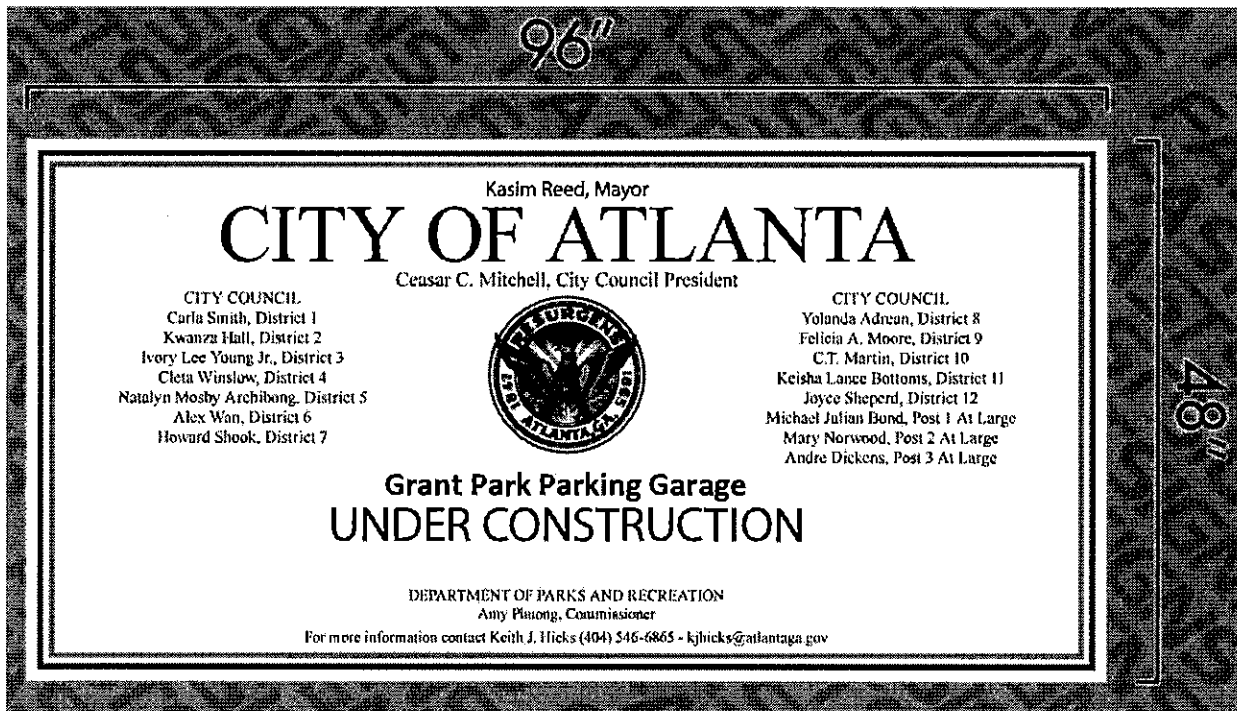 96"
Kasim Reed, Mayor
CITY OF ATLANTA
Ceasar C. Mitchell, City Council President
CITY COUNCIL
Carla Smith, District 1
Kwanza Hall, District 2
Ivory Lee Young Jr., District 3
Cleta Winslow, District 4
Natalyn Mosby Archibong, District 5
Alex Wan, District 6
Howard Shook, District 7
RESURGENS
1847 ATLANTA, GA. 1865
CITY COUNCIL
Yolanda Adrean, District 8
Felicia A. Moore, District 9
C.T. Martin, District 10
Keisha Lance Bottoms, District 11
Joyce Sheperd, District 12
Michael Julian Bond, Post 1 At Large
Mary Norwood, Post 2 At Large
Andre Dickens, Post 3 At Large
48"
Grant Park Parking Garage
UNDER CONSTRUCTION
DEPARTMENT OF PARKS AND RECREATION
Amy Phuong, Commissioner
For more information contact Keith J. Hicks (404) 546-6865 - kjhicks@atlantaga.gov